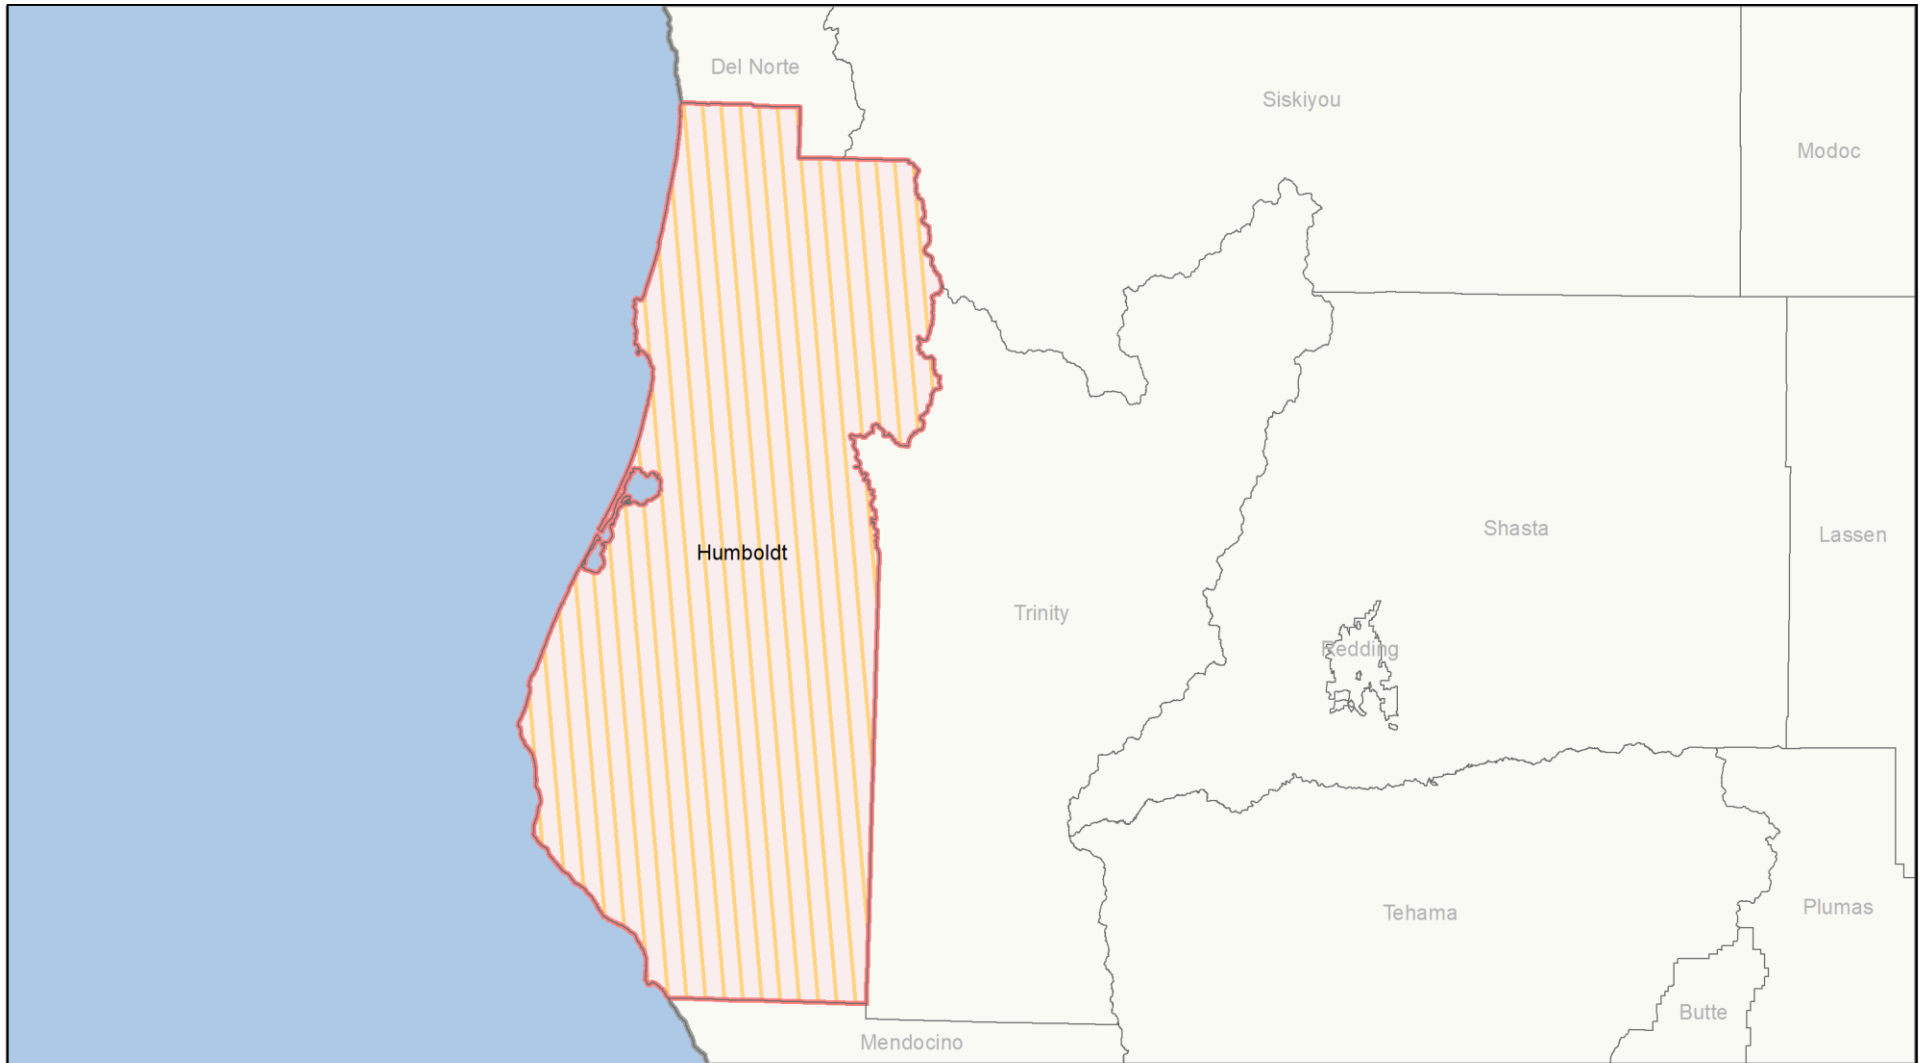 Del Norte
Siskiyou
Modoc
Shasta
Lassen
Humboldt
Trinity
Redding
Plumas
Tehama
Butte
Mendocino